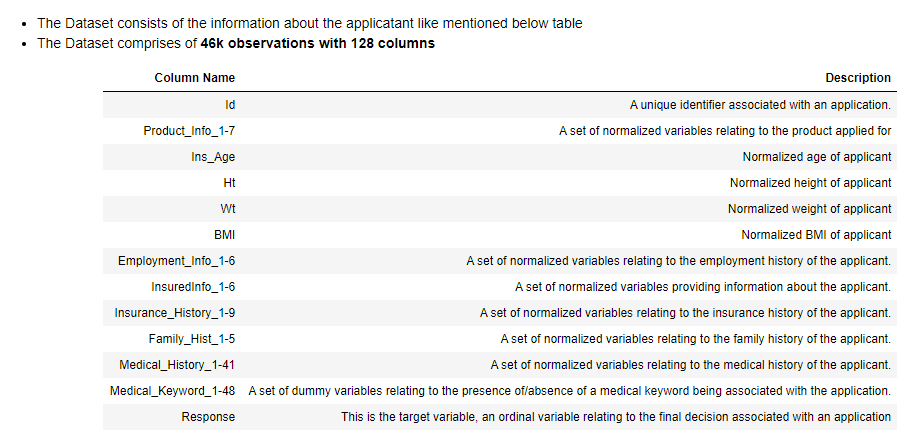 The Dataset consists of the information about the applicatant like mentioned below table
The Dataset comprises of 46k observations with 128 columns
Column Name Description
Id A unique identifier associated with an application.
Product_Info_1-7 A set of normalized variables relating to the product applied for
Ins_Age Normalized age of applicant
Ht Normalized height of applicant
Wt Normalized weight of applicant
BMI Normalized BMI of applicant
Employment_Info_1-6 A set of normalized variables relating to the employment history of the applicant.
InsuredInfo_1-6 A set of normalized variables providing information about the applicant.
Insurance_History_1-9 A set of normalized variables relating to the insurance history of the applicant.
Family_Hist_1-5 A set of normalized variables relating to the family history of the applicant.
Medical_History_1-41 A set of normalized variables relating to the medical history of the applicant.
Medical_Keyword_1-48 A set of dummy variables relating to the presence of/absence of a medical keyword being associated with the application.
Response This is the target variable, an ordinal variable relating to the final decision associated with an application